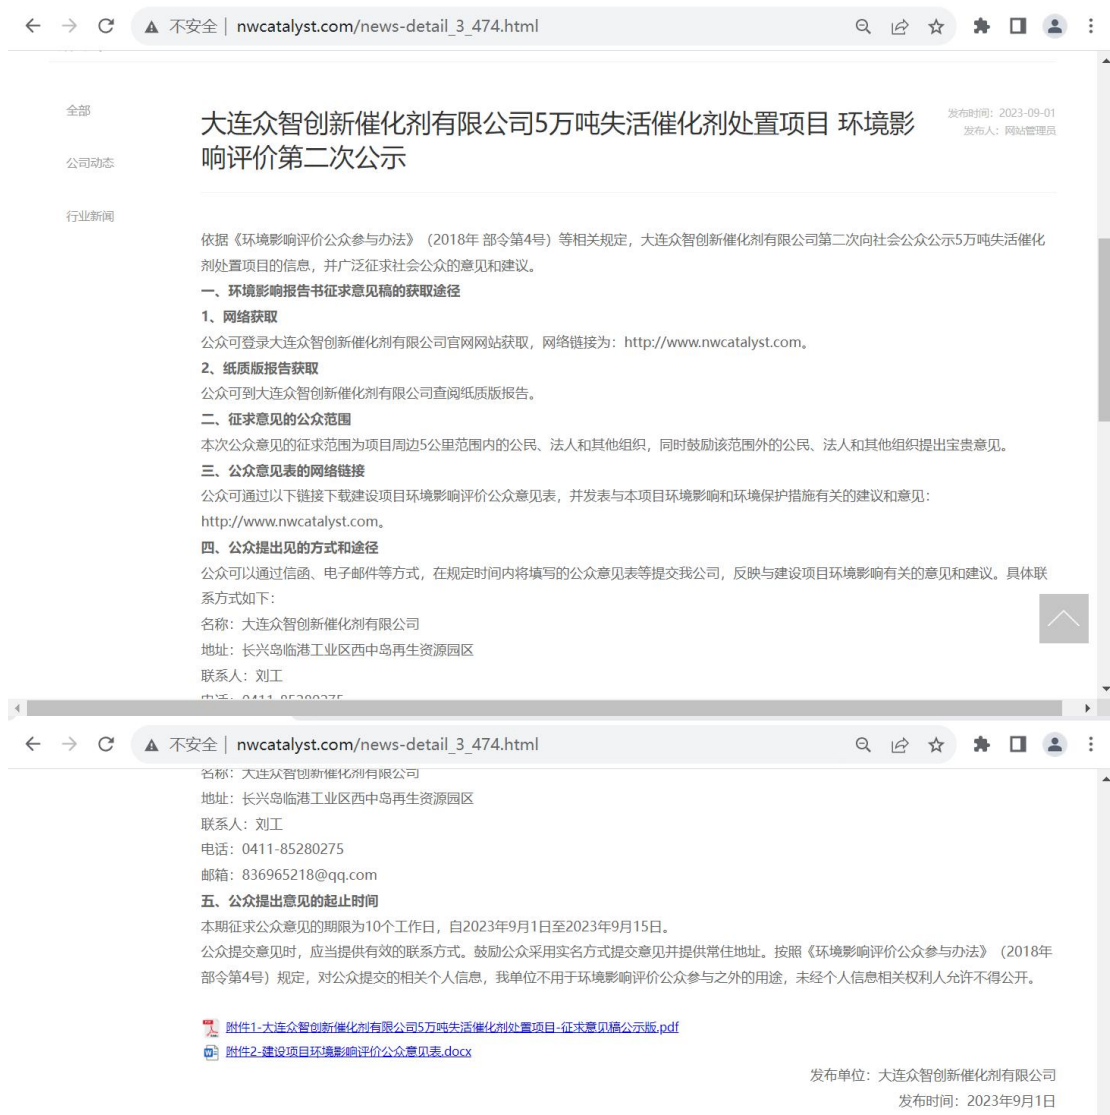 不安全 | nwcatalyst.com/news-detail_3_474.html
全部
公司动态
行业新闻
大连众智创新催化剂有限公司5万吨失活催化剂处置项目 环境影
响评价第二次公示
发布时间：2023-09-01
发布人：网站管理员
依据《环境影响评价公众参与办法》（2018年 部令第4号）等相关规定，大连众智创新催化剂有限公司第二次向社会公众公示5万吨失活催化
剂处置项目的信息，并广泛征求社会公众的意见和建议。
一、环境影响报告书征求意见稿的获取途径
1、网络获取
公众可登录大连众智创新催化剂有限公司官网网站获取，网络链接为：http://www.nwcatalyst.com。
2、纸质版报告获取
公众可到大连众智创新催化剂有限公司查阅纸质版报告。
二、征求意见的公众范围
本次公众意见的征求范围为项目周边5公里范围内的公民、法人和其他组织，同时鼓励该范围外的公民、法人和其他组织提出宝贵意见。
三、公众意见表的网络链接
公众可通过以下链接下载建设项目环境影响评价公众意见表，并发表与本项目环境影响和环境保护措施有关的建议和意见：
http://www.nwcatalyst.com。
四、公众提出见的方式和途径
公众可以通过信函、电子邮件等方式，在规定时间内将填写的公众意见表等提交我公司，反映与建设项目环境影响有关的意见和建议。具体联
系方式如下：
名称：大连众智创新催化剂有限公司
地址：长兴岛临港工业区西中岛再生资源园区
联系人：刘工
电话：0411-85280275
不安全 | nwcatalyst.com/news-detail_3_474.html
名称：大连众智创新催化剂有限公司
地址：长兴岛临港工业区西中岛再生资源园区
联系人：刘工
电话：0411-85280275
邮箱：836965218@qq.com
五、公众提出意见的起止时间
本期征求公众意见的期限为10个工作日，自2023年9月1日至2023年9月15日。
公众提交意见时，应当提供有效的联系方式。鼓励公众采用实名方式提交意见并提供常住地址。按照《环境影响评价公众参与办法》（2018年
部令第4号）规定，对公众提交的相关个人信息，我单位不用于环境影响评价公众参与之外的用途，未经个人信息相关权利人允许不得公开。
附件1-大连众智创新催化剂有限公司5万吨失活催化剂处置项目-征求意见稿公示版.pdf
附件2-建设项目环境影响评价公众意见表.docx
发布单位：大连众智创新催化剂有限公司
发布时间：2023年9月1日